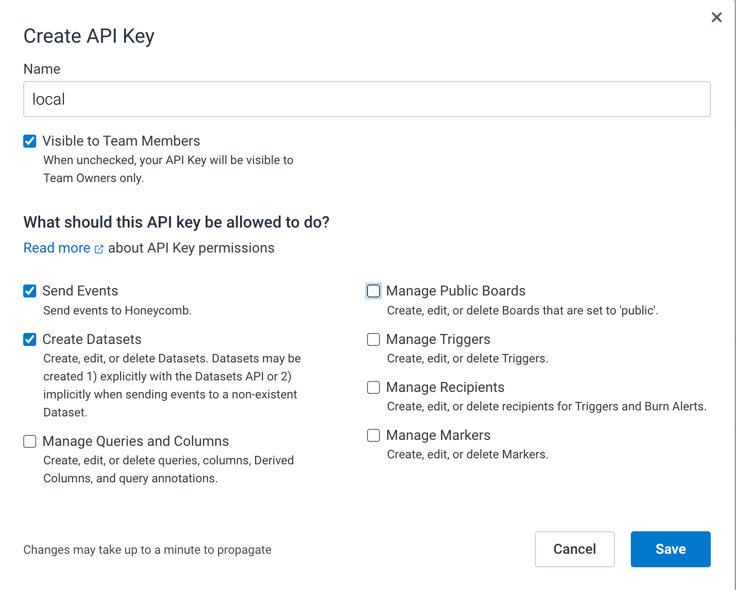 Create API Key
Name
local
Visible to Team Members
When unchecked, your API Key will be visible to
Team Owners only.
What should this API key be allowed to do?
Read more about API Key permissions
Send Events
Send events to Honeycomb.
Create Datasets
Create, edit, or delete Datasets. Datasets may be
created 1) explicitly with the Datasets API or 2)
implicitly when sending events to a non-existent
Dataset.
Manage Queries and Columns
Create, edit, or delete queries, columns, Derived
Columns, and query annotations.
Manage Public Boards
Create, edit, or delete Boards that are set to 'public'.
Manage Triggers
Create, edit, or delete Triggers.
Manage Recipients
Create, edit, or delete recipients for Triggers and Burn Alerts.
Manage Markers
Create, edit, or delete Markers.
Changes may take up to a minute to propagate
Cancel
Save